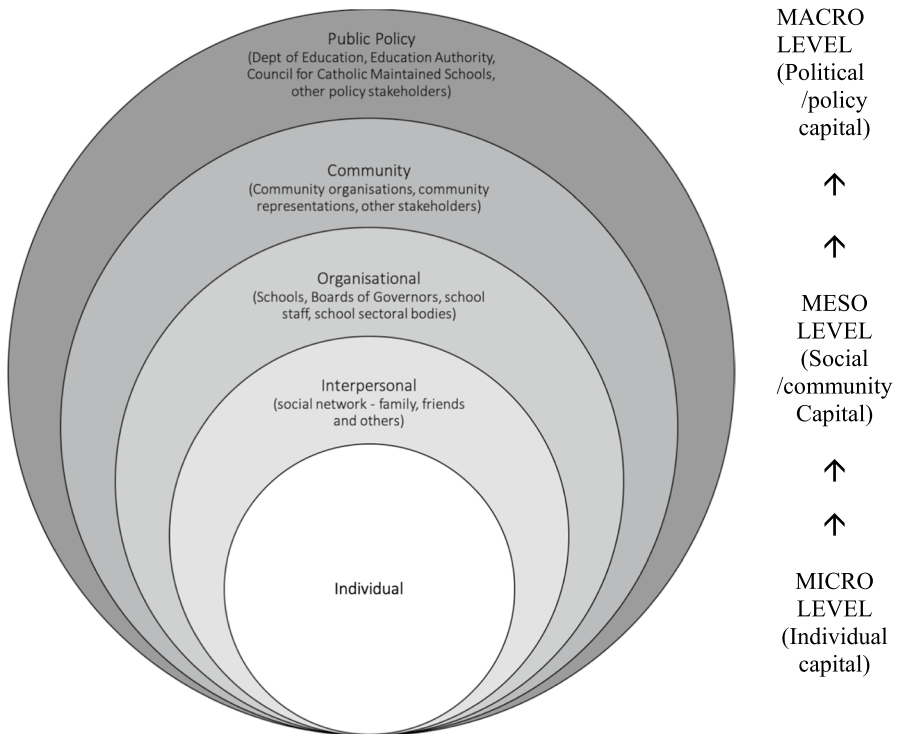 Public Policy
(Dept of Education, Education Authority,
Council for Catholic Maintained Schools,
other policy stakeholders)
Community
(Community organisations, community
representations, other stakeholders)
Organisational
(Schools, Boards of Governors, school
staff, school sectoral bodies)
Interpersonal
(social network - family, friends
and others)
Individual
MACRO
LEVEL
(Political
/policy
capital)
↑
↑
MESO
LEVEL
(Social
/community
Capital)
↑
↑
MICRO
LEVEL
(Individual
capital)